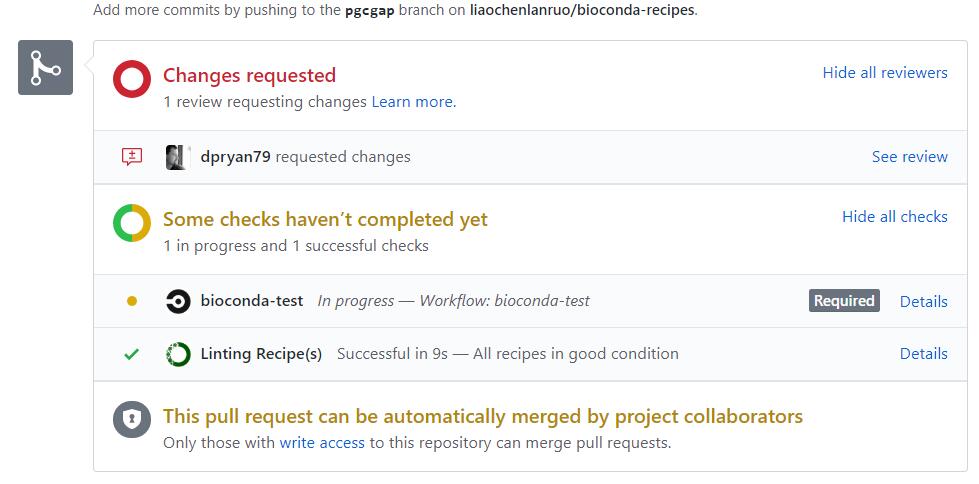 Add more commits by pushing to the pgcgap branch on liaochenlanruo/bioconda-recipes.
Changes requested
Hide all reviewers
1 review requesting changes Learn more.
dpryan79 requested changes
See review
Some checks haven’t completed yet
Hide all checks
1 in progress and 1 successful checks
bioconda-test In progress — Workflow: bioconda-test Required Details
Linting Recipe(s) Successful in 9s — All recipes in good condition Details
This pull request can be automatically merged by project collaborators
Only those with write access to this repository can merge pull requests.